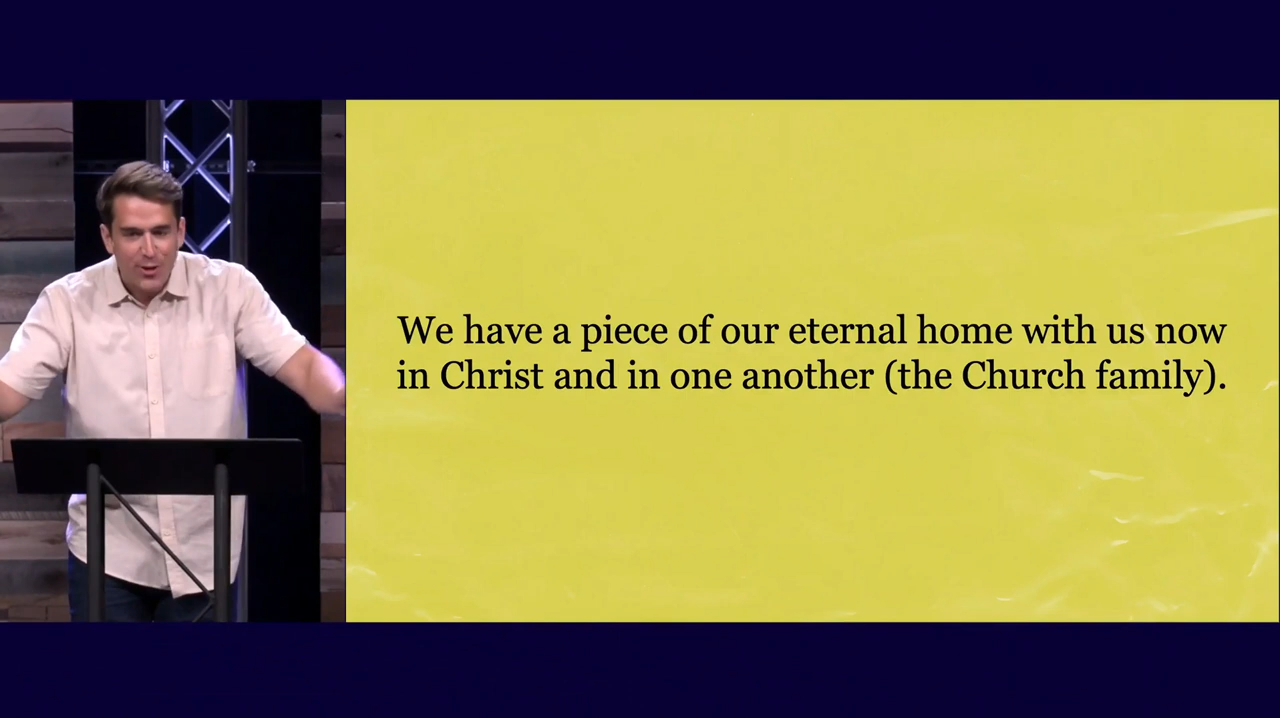 We have a piece of our eternal home with us now
in Christ and in one another (the Church family).